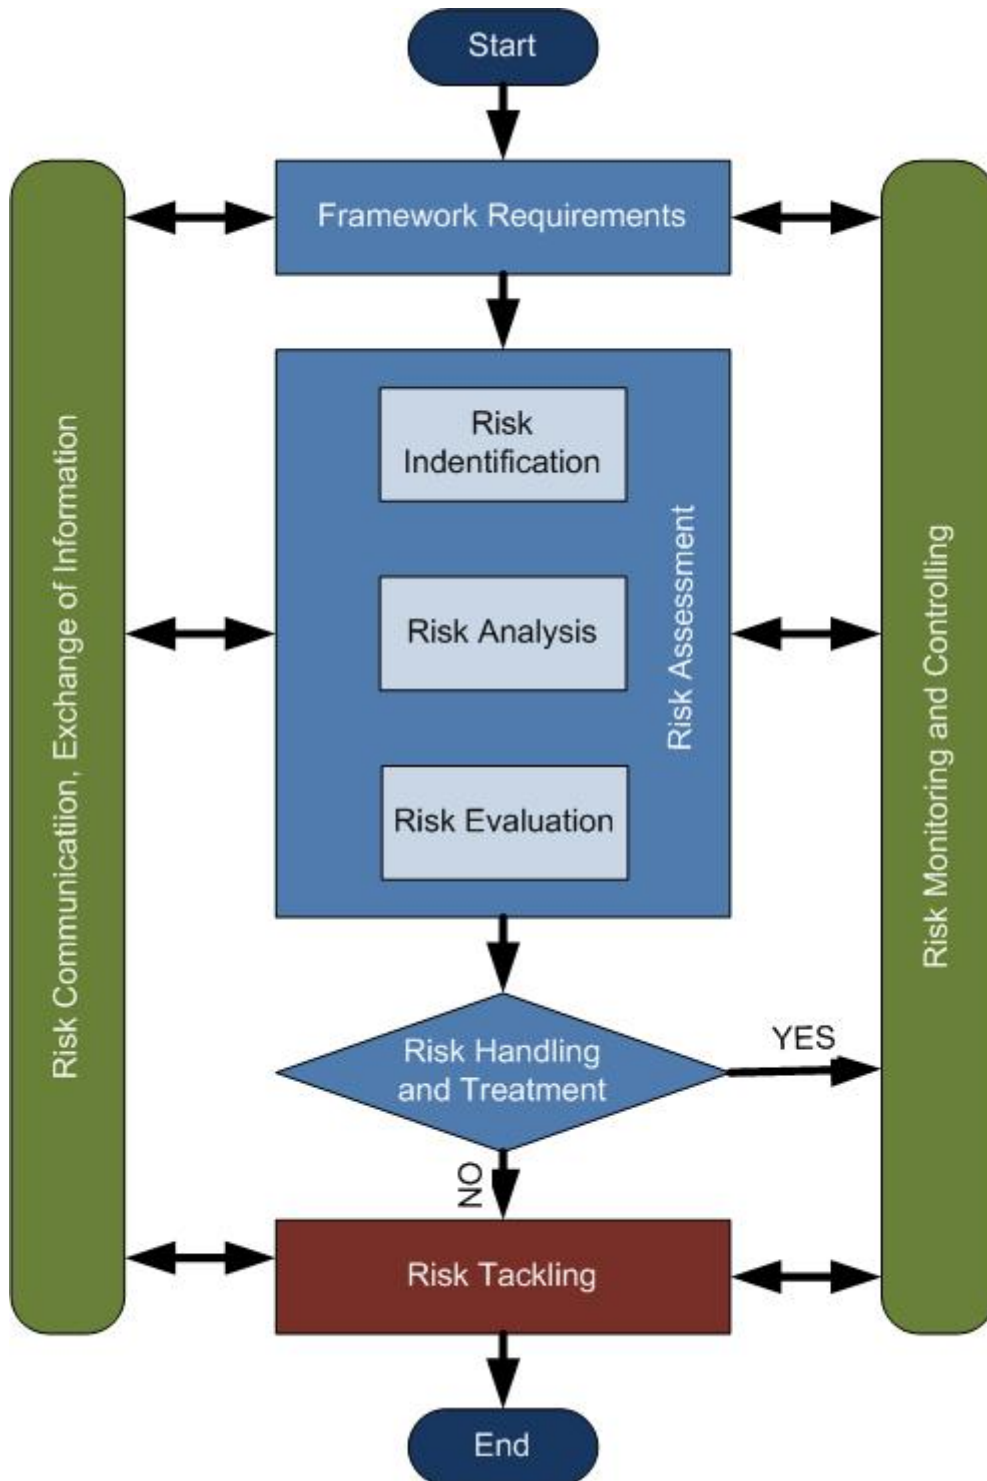 Start
Framework Requirements
Risk
Indentification
Risk Analysis
Risk Evaluation
Risk Assessment
Risk Communicatiion, Exchange of Information
Risk Monitoring and Controlling
Risk Handling
and Treatment
YES
NO
Risk Tackling
End